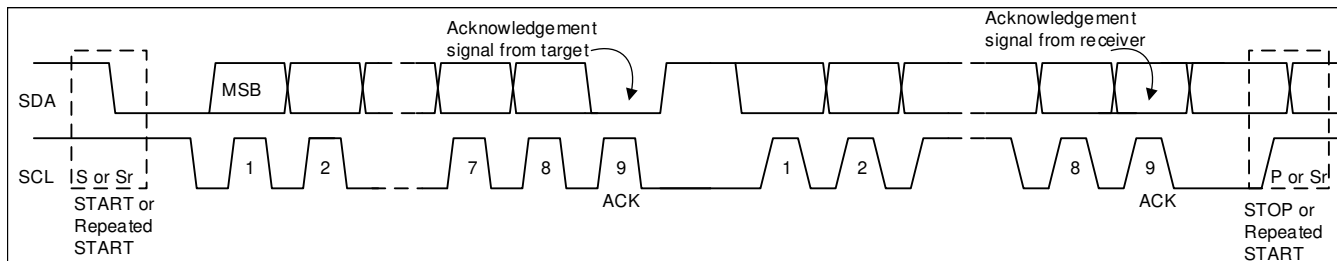 Acknowledgement
signal from target
Acknowledgement
signal from receiver
SDA
MSB
SCL
S or Sr
1
2
7
8
9
1
2
8
9
P or Sr
START or
Repeated
START
ACK
ACK
STOP or
Repeated
START